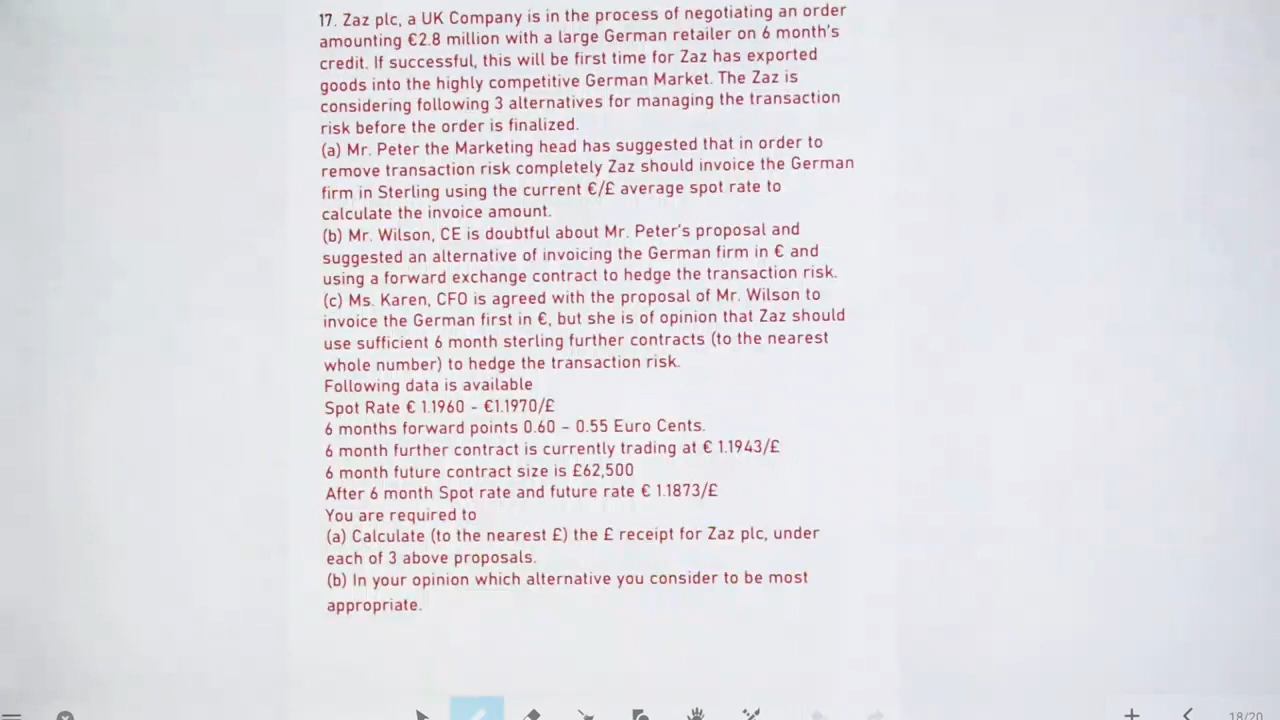 17. Zaz plc, a UK Company is in the process of negotiating an order
amounting €2.8 million with a large German retailer on 6 month's
credit. If successful, this will be first time for Zaz has exported
goods into the highly competitive German Market. The Zaz is
considering following 3 alternatives for managing the transaction
risk before the order is finalized.
(a) Mr. Peter the Marketing head has suggested that in order to
remove transaction risk completely Zaz should invoice the German
firm in Sterling using the current €/£ average spot rate to
calculate the invoice amount.
(b) Mr. Wilson, CE is doubtful about Mr. Peter's proposal and
suggested an alternative of invoicing the German firm in € and
using a forward exchange contract to hedge the transaction risk.
(c) Ms. Karen, CFO is agreed with the proposal of Mr. Wilson to
invoice the German first in €, but she is of opinion that Zaz should
use sufficient 6 month sterling further contracts (to the nearest
whole number) to hedge the transaction risk.
Following data is available
Spot Rate € 1.1960 - €1.1970/£
6 months forward points 0.60 – 0.55 Euro Cents.
6 month further contract is currently trading at € 1.1943/£
6 month future contract size is £62,500
After 6 month Spot rate and future rate € 1.1873/£
You are required to
(a) Calculate (to the nearest £) the £ receipt for Zaz plc, under
each of 3 above proposals.
(b) In your opinion which alternative you consider to be most
appropriate.
18/20